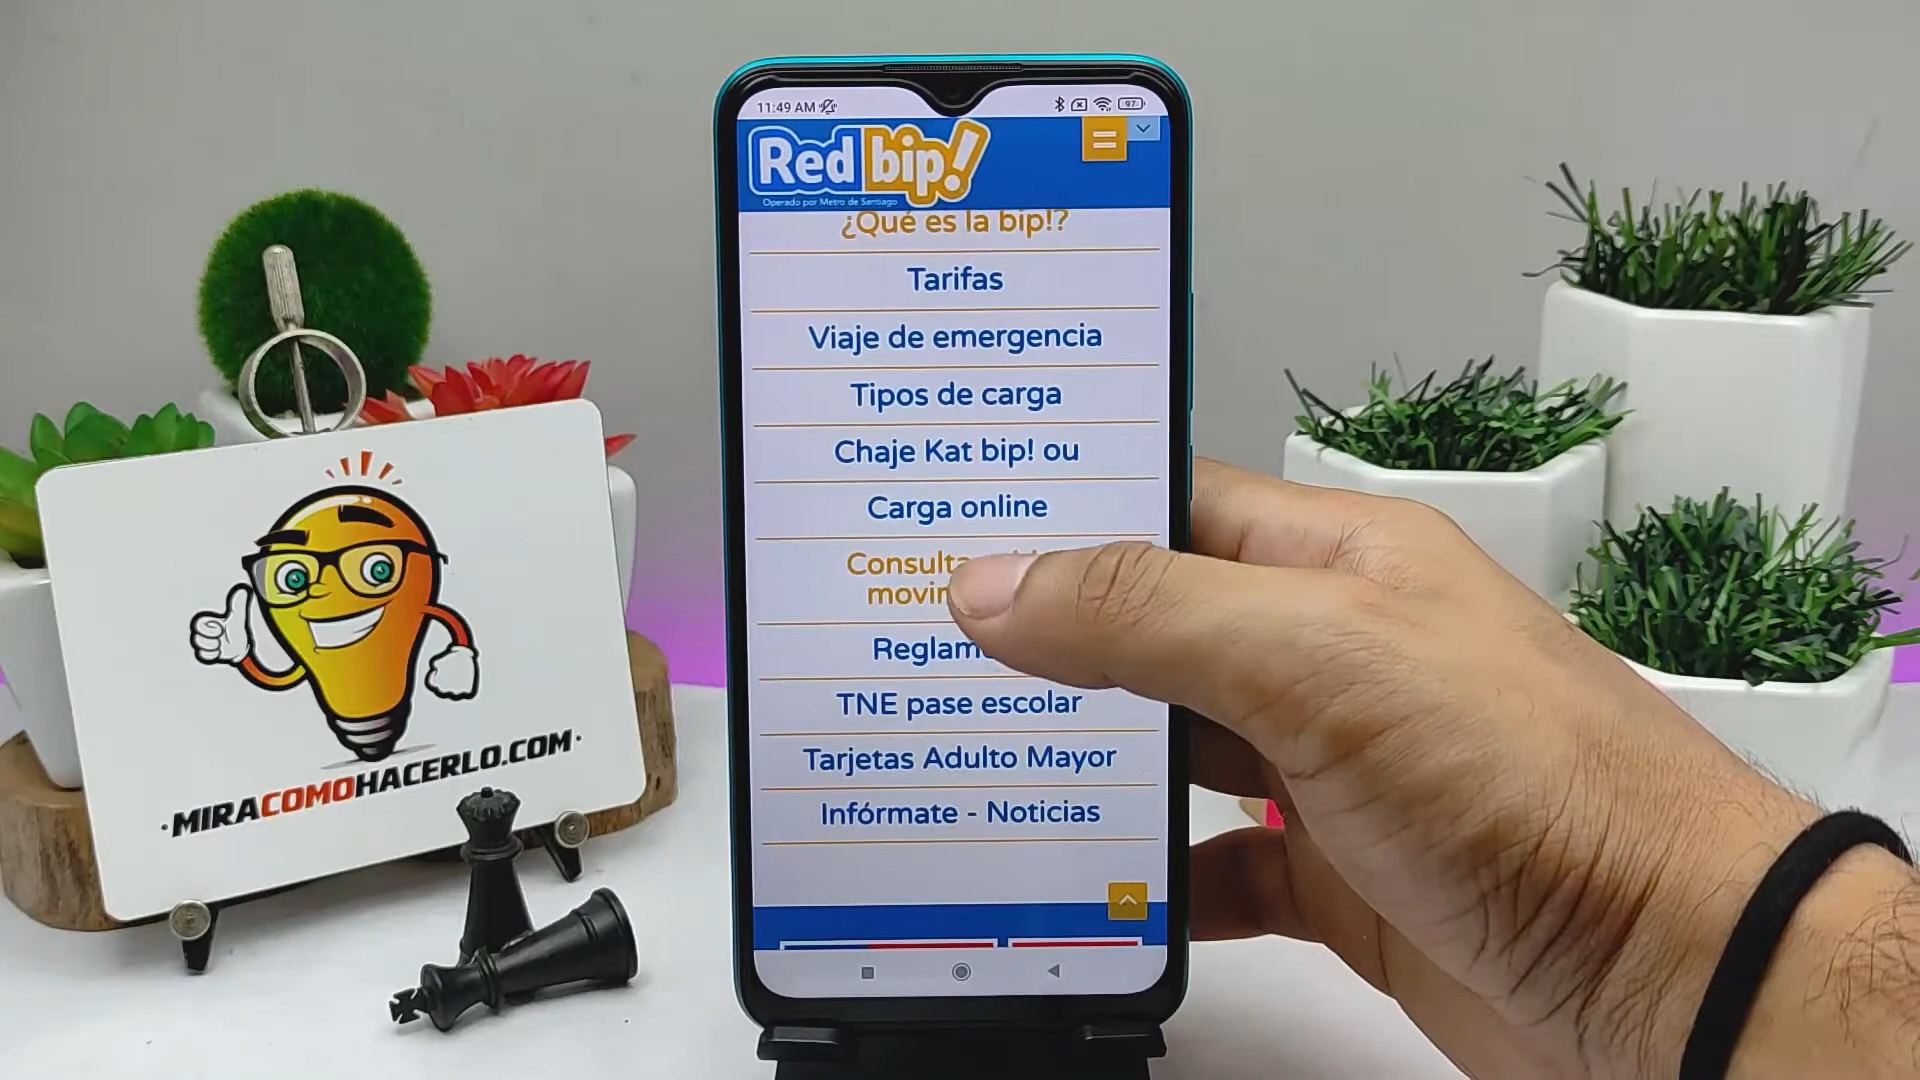 11:49 AM
97
Red bip!
Operado por Metro de Santiago
¿Qué es la bip!?
Tarifas
Viaje de emergencia
Tipos de carga
Chaje Kat bip! ou
Carga online
Consulta
TNE pase escolar
Tarjetas Adulto Mayor
Infórmate - Noticias
·MIRACOMOHACERLO.COM·